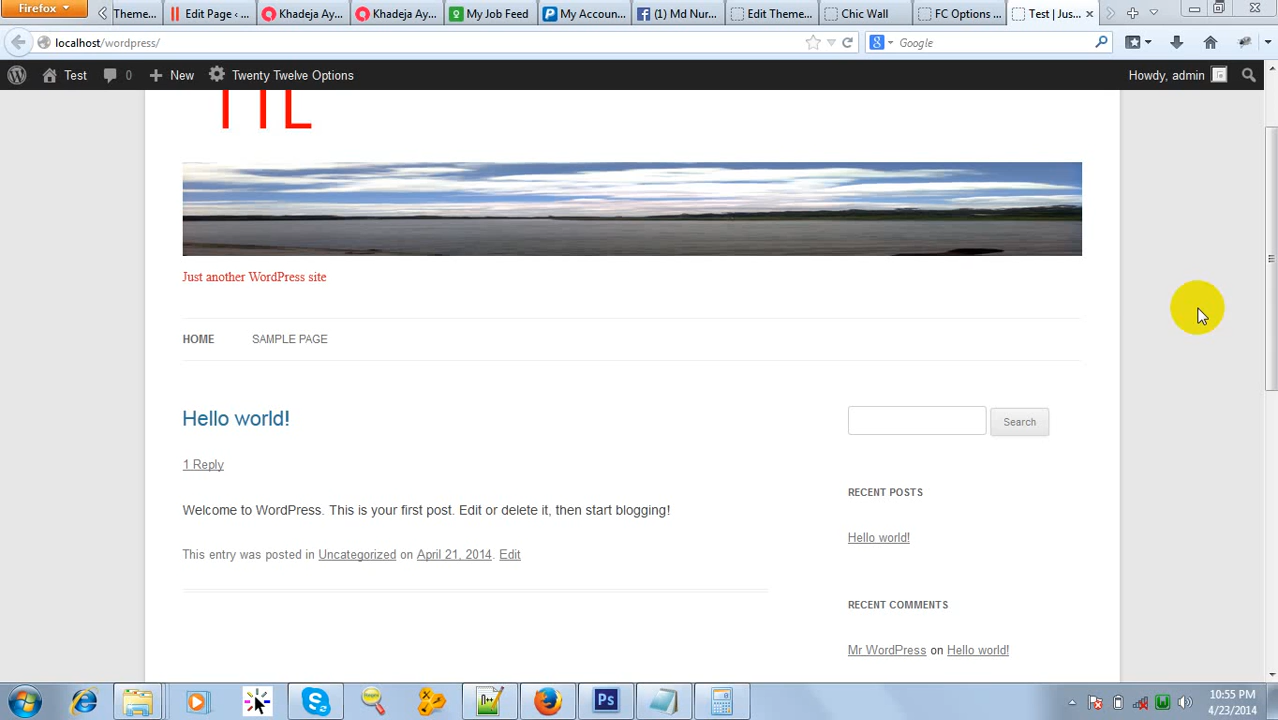 Firefox
Theme...
Edit Page ‹ ...
Khadeja Ay...
Khadeja Ay...
My Job Feed
My Accoun...
(1) Md Nur...
Edit Theme...
Chic Wall
FC Options ...
Test | Jus...
localhost/wordpress/
Google
Test
0
New
Twenty Twelve Options
Howdy, admin
TTL
Just another WordPress site
HOME
SAMPLE PAGE
Hello world!
Search
1 Reply
RECENT POSTS
Welcome to WordPress. This is your first post. Edit or delete it, then start blogging!
Hello world!
This entry was posted in Uncategorized on April 21, 2014. Edit
RECENT COMMENTS
Mr WordPress on Hello world!
Ps
10:55 PM
4/23/2014